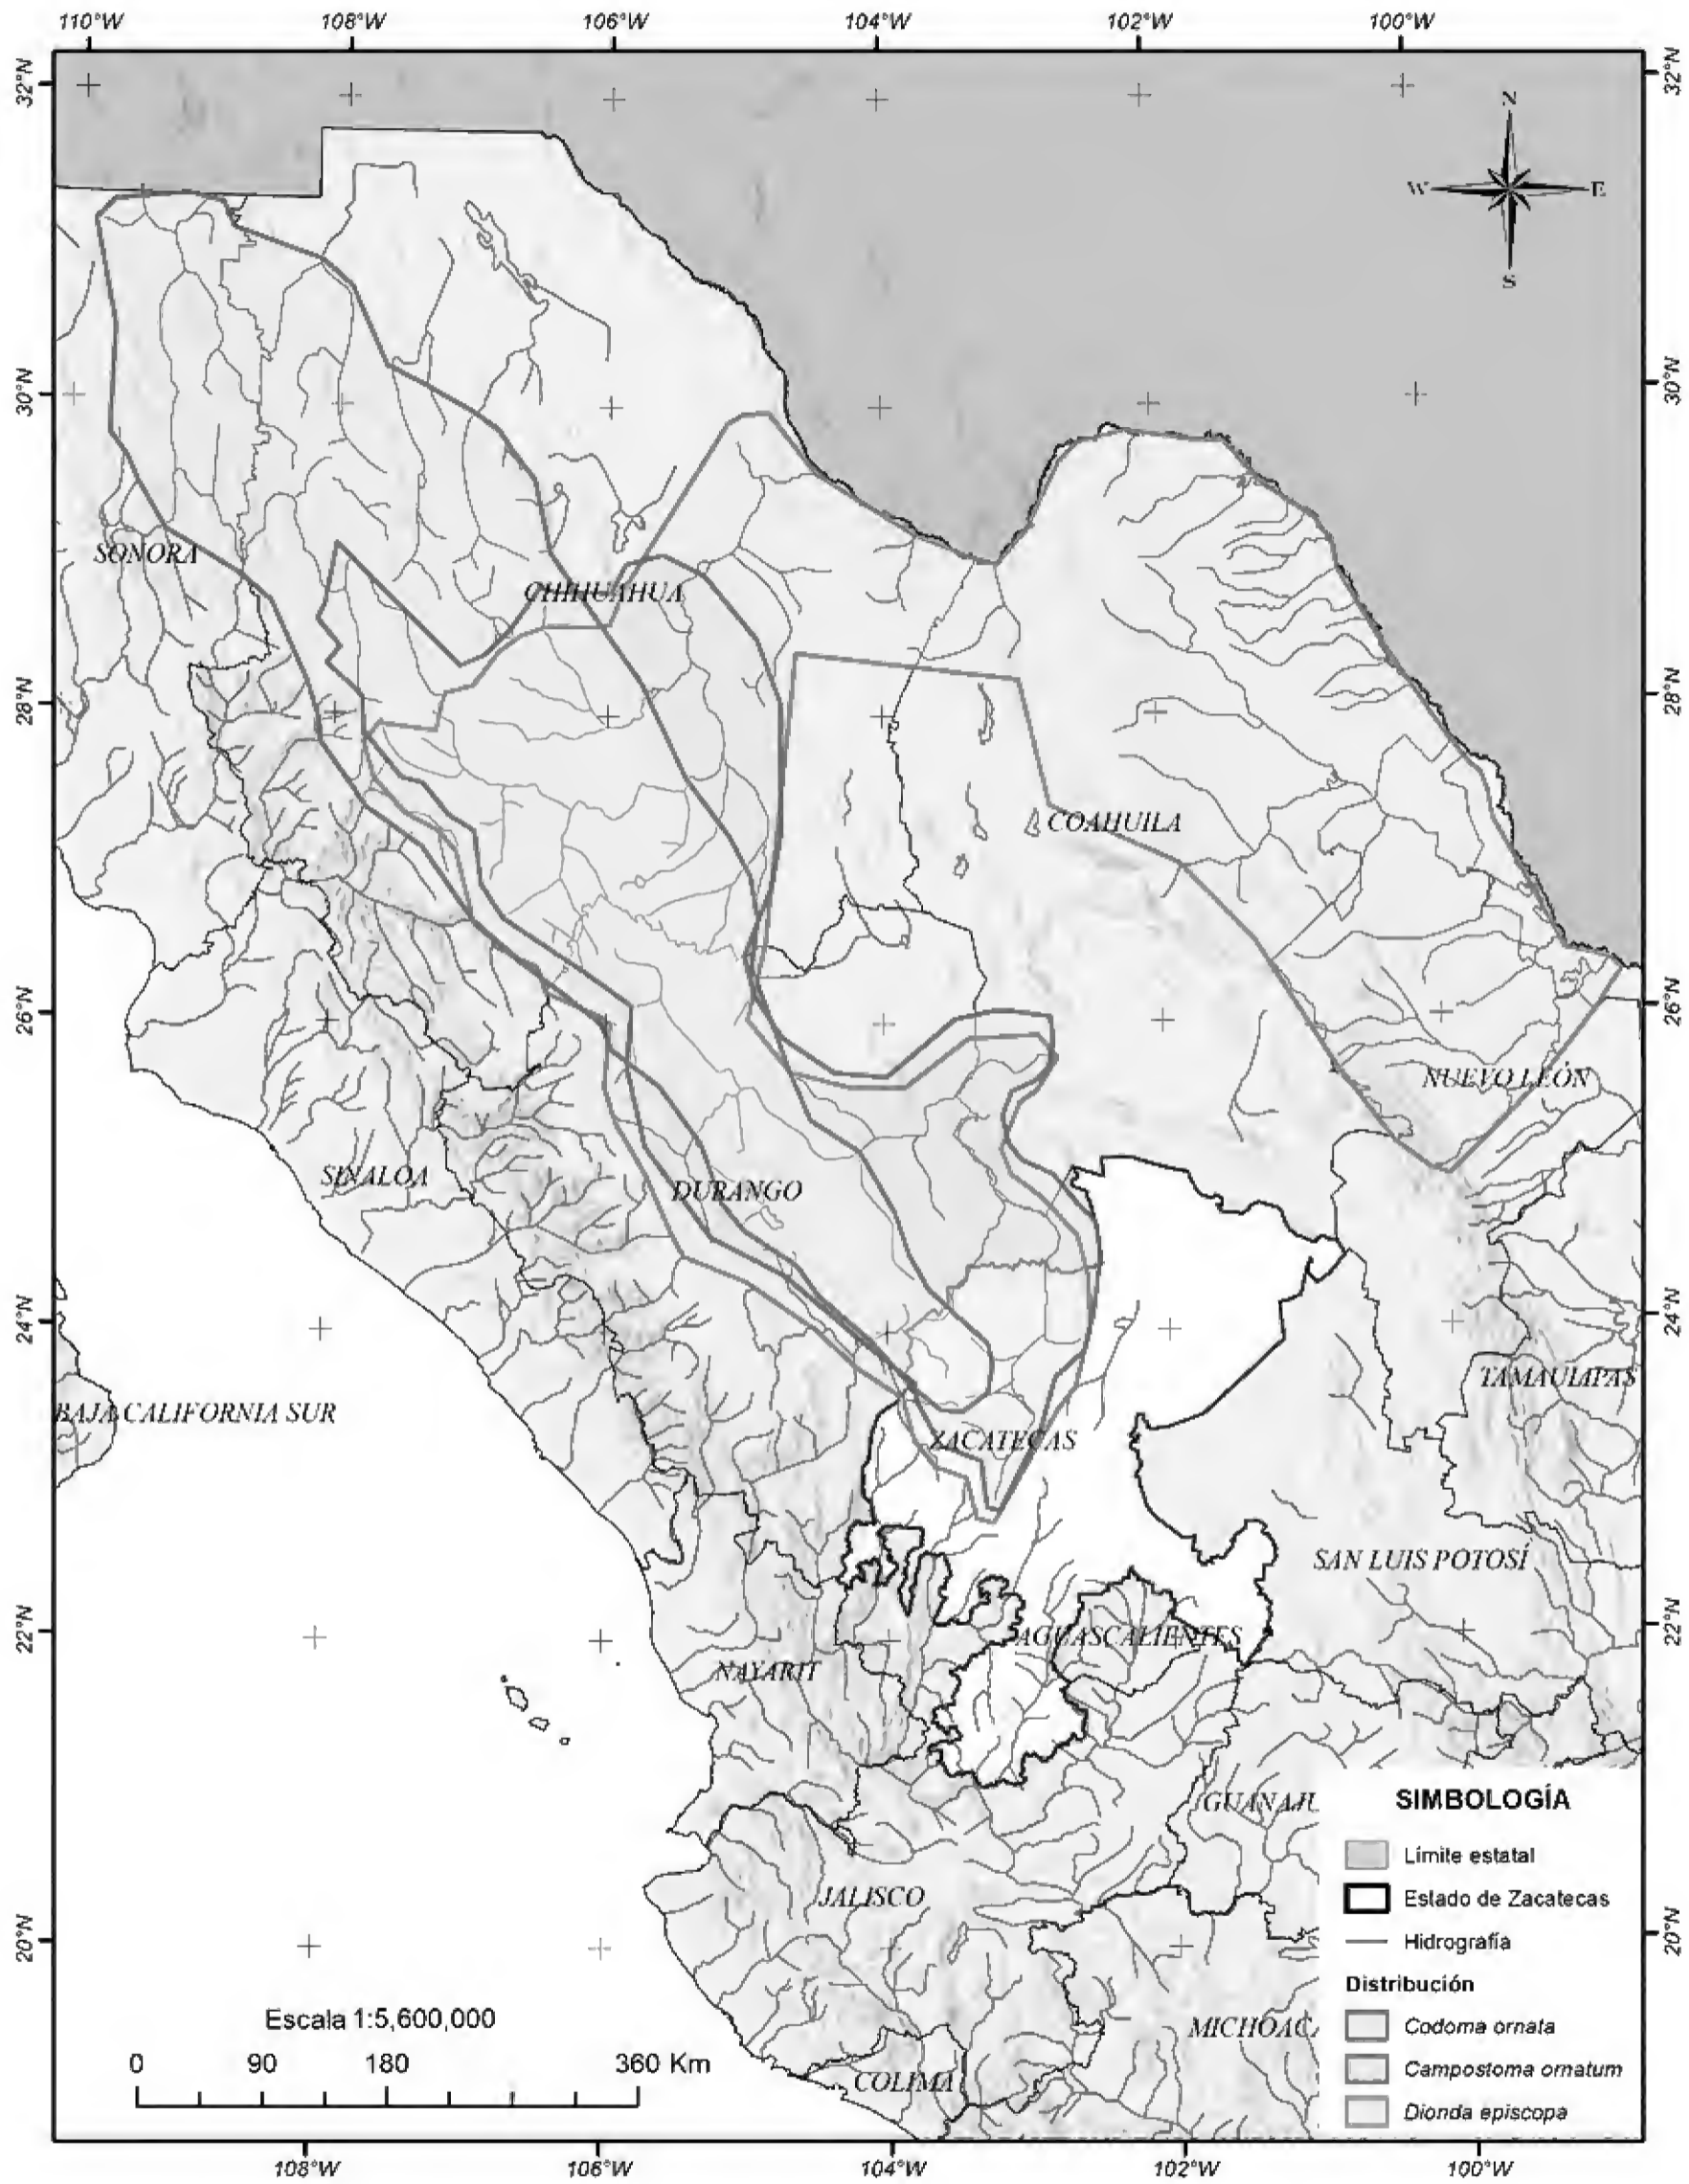 110°W 108°W 106°W 104°W 102°W 100°W
32°N 32°N
N
W E
S
30°N 30°N
SONORA
CHIHUAHUA
28°N 28°N
COAHUILA
26°N 26°N
NUEVO LEÓN
SINALOA
DURANGO
24°N 24°N
TAMAULIPAS
BAJA CALIFORNIA SUR
ZACATECAS
SAN LUIS POTOSÍ
22°N 22°N
AGUASCALIENTES
NAYARIT
SIMBOLOGÍA
GUANAJU
Límite estatal
JALISCO
Estado de Zacatecas
20°N 20°N
Hidrografía
Distribución
Escala 1:5,600,000
MICHOACA
Codoma ornata
0 90 180 360 Km
Campostoma ornatum
COLIMA
Dionda episcopa
108°W 106°W 104°W 102°W 100°W